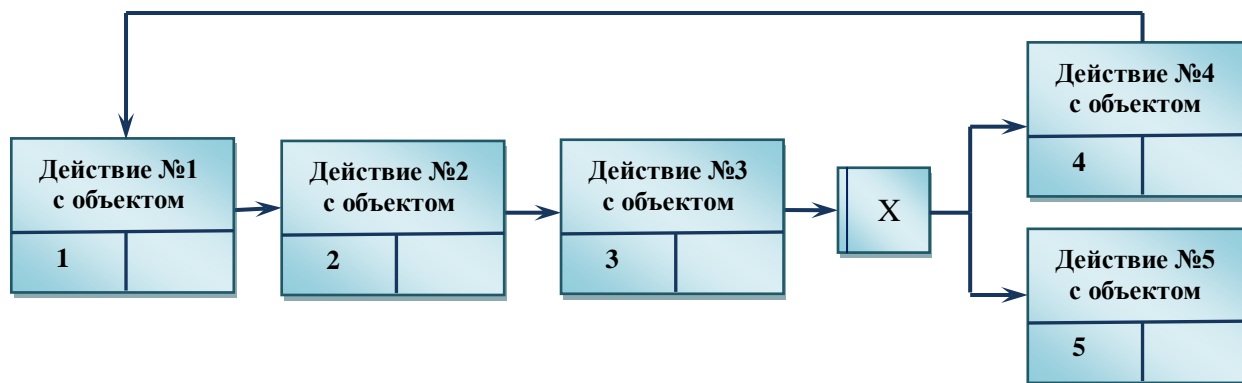 Действие №1
с объектом
1
Действие №2
с объектом
2
Действие №3
с объектом
3
X
Действие №4
с объектом
4
Действие №5
с объектом
5